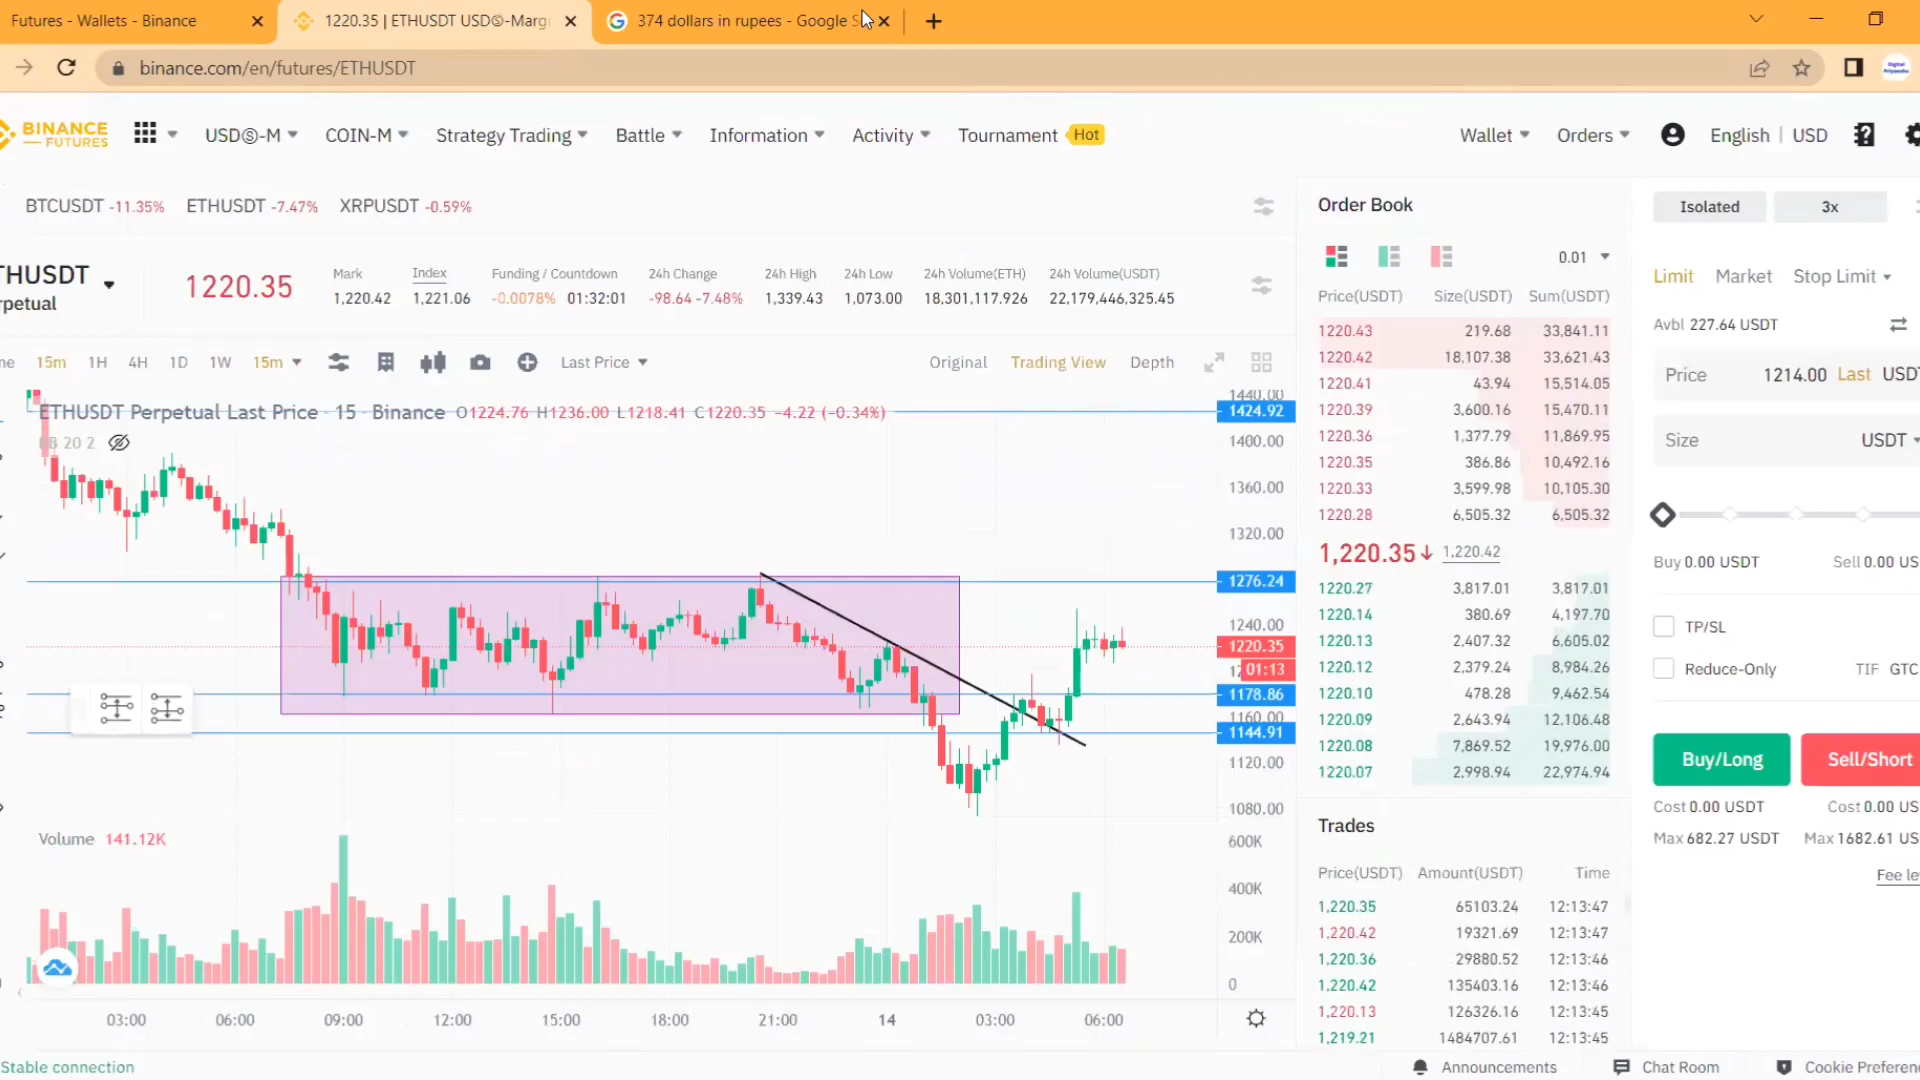 Futures - Wallets - Binance
1220.35 | ETHUSDT USDⓈ-Marg
374 dollars in rupees - Google S
binance.com/en/futures/ETHUSDT
BINANCE
FUTURES
USDⓈ-M
COIN-M
Strategy Trading
Battle
Information
Activity
Tournament
Hot
Wallet
Orders
English | USD
BTCUSDT -11.35%
ETHUSDT -7.47%
XRPUSDT -0.59%
THUSDT
rpetual
1220.35
Mark
1,220.42
Index
1,221.06
Funding / Countdown
-0.0078% 01:32:01
24h Change
-98.64 -7.48%
24h High
1,339.43
24h Low
1,073.00
24h Volume(ETH)
18,301,117.926
24h Volume(USDT)
22,179,446,325.45
ne 15m 1H 4H 1D 1W 15m
Last Price
Original
Trading View
Depth
ETHUSDT Perpetual Last Price · 15 · Binance O1224.76 H1236.00 L1218.41 C1220.35 −4.22 (−0.34%)
BB 20 2
1440.00
1424.92
1400.00
1360.00
1320.00
1276.24
1240.00
1220.35
01:13
1178.86
1160.00
1144.91
1120.00
1080.00
Volume 141.12K
600K
400K
200K
0
03:00 06:00 09:00 12:00 15:00 18:00 21:00 14 03:00 06:00
Order Book
0.01
Price(USDT) Size(USDT) Sum(USDT)
1220.43 219.68 33,841.11
1220.42 18,107.38 33,621.43
1220.41 43.94 15,514.05
1220.39 3,600.16 15,470.11
1220.36 1,377.79 11,869.95
1220.35 386.86 10,492.16
1220.33 3,599.98 10,105.30
1220.28 6,505.32 6,505.32
1,220.35↓ 1,220.42
1220.27 3,817.01 3,817.01
1220.14 380.69 4,197.70
1220.13 2,407.32 6,605.02
1220.12 2,379.24 8,984.26
1220.10 478.28 9,462.54
1220.09 2,643.94 12,106.48
1220.08 7,869.52 19,976.00
1220.07 2,998.94 22,974.94
Trades
Price(USDT) Amount(USDT) Time
1,220.35 65103.24 12:13:47
1,220.42 19321.69 12:13:47
1,220.36 29880.52 12:13:46
1,220.42 135403.16 12:13:46
1,220.13 126326.16 12:13:45
1,219.21 1484707.61 12:13:45
Isolated
3x
Limit
Market
Stop Limit
Avbl 227.64 USDT
Price 1214.00 Last USDT
Size USDT
Buy 0.00 USDT
Sell 0.00 US
TP/SL
Reduce-Only
TIF GTC
Buy/Long
Sell/Short
Cost 0.00 USDT
Cost 0.00 US
Max 682.27 USDT
Max 1682.61 US
Fee le
Stable connection
Announcements
Chat Room
Cookie Preferen